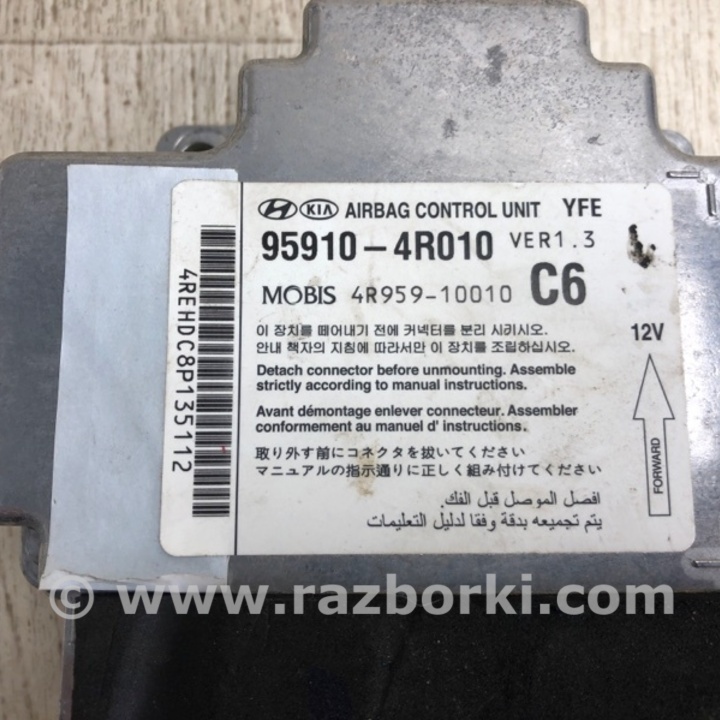 KIA AIRBAG CONTROL UNIT YFE
95910-4R010 VER1.3
MOBIS 4R959-10010 C6
이 장치를 떼어내기 전에 커넥터를 분리 시키시오.
안내 책자의 지침에 따라서만 이 장치를 조립하십시오.
12V
Detach connector before unmounting. Assemble
strictly according to manual instructions.
Avant démontage enlever connecteur. Assembler
conformement au manuel d' instructions.
FORWARD
取り外す前にコネクタを抜いてください
マニュアルの指示通りに正しく組み付けてください
افصل الموصل قبل الفك.
يتم تجميعه بدقة وفقا لدليل التعليمات
4REHDC8P135112
© www.razborki.com